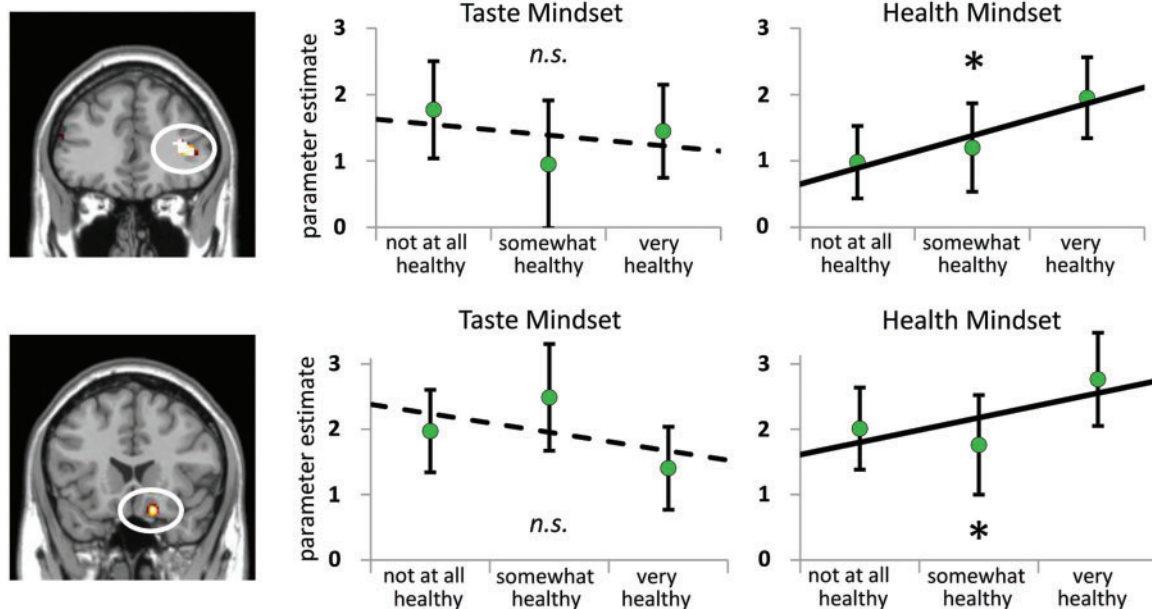 Taste Mindset
Health Mindset
parameter estimate
3
2
1
0
n.s.
not at all
healthy
somewhat
healthy
very
healthy
3
2
1
0
*
not at all
healthy
somewhat
healthy
very
healthy
Taste Mindset
Health Mindset
parameter estimate
3
2
1
0
n.s.
not at all
healthy
somewhat
healthy
very
healthy
3
2
1
0
*
not at all
healthy
somewhat
healthy
very
healthy